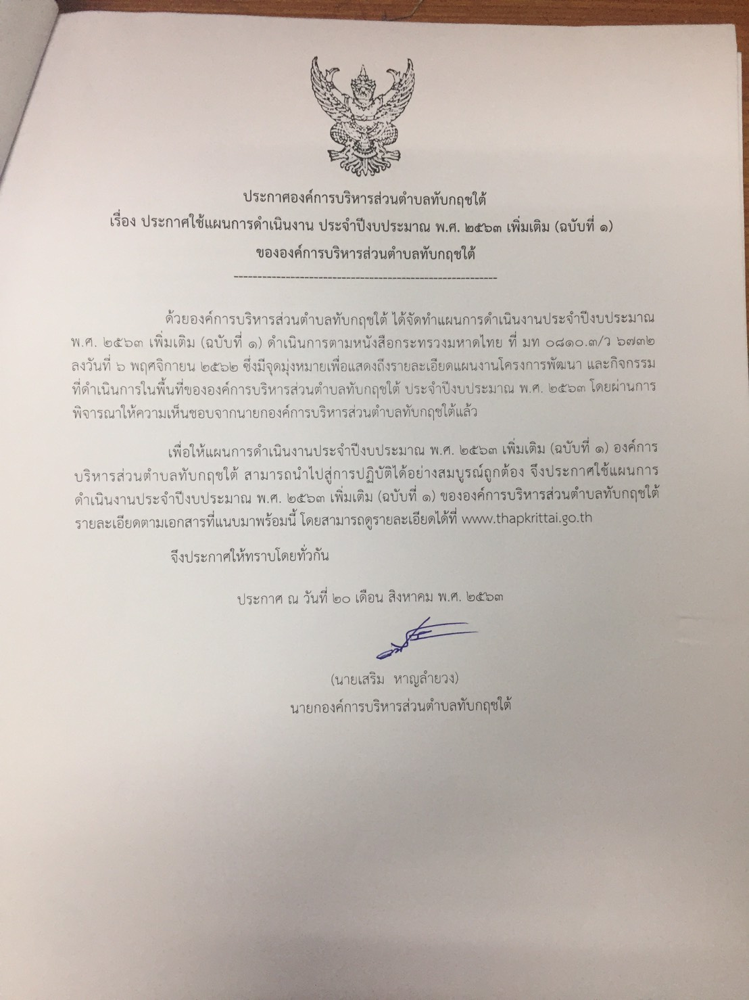 ประกาศองค์การบริหารส่วนตำบลทับกฤชใต้
เรื่อง ประกาศใช้แผนการดำเนินงาน ประจำปีงบประมาณ พ.ศ. ๒๕๖๓ เพิ่มเติม (ฉบับที่ ๑)
ขององค์การบริหารส่วนตำบลทับกฤชใต้
--------------------------------------------------------
ด้วยองค์การบริหารส่วนตำบลทับกฤชใต้ ได้จัดทำแผนการดำเนินงานประจำปีงบประมาณ
พ.ศ. ๒๕๖๓ เพิ่มเติม (ฉบับที่ ๑) ดำเนินการตามหนังสือกระทรวงมหาดไทย ที่ มท ๐๘๑๐.๓/ว ๖๗๓๒
ลงวันที่ ๖ พฤศจิกายน ๒๕๖๒ ซึ่งมีจุดมุ่งหมายเพื่อแสดงถึงรายละเอียดแผนงานโครงการพัฒนา และกิจกรรม
ที่ดำเนินการในพื้นที่ขององค์การบริหารส่วนตำบลทับกฤชใต้ ประจำปีงบประมาณ พ.ศ. ๒๕๖๓ โดยผ่านการ
พิจารณาให้ความเห็นชอบจากนายกองค์การบริหารส่วนตำบลทับกฤชใต้แล้ว
เพื่อให้แผนการดำเนินงานประจำปีงบประมาณ พ.ศ. ๒๕๖๓ เพิ่มเติม (ฉบับที่ ๑) องค์การ
บริหารส่วนตำบลทับกฤชใต้ สามารถนำไปสู่การปฏิบัติได้อย่างสมบูรณ์ถูกต้อง จึงประกาศใช้แผนการ
ดำเนินงานประจำปีงบประมาณ พ.ศ. ๒๕๖๓ เพิ่มเติม (ฉบับที่ ๑) ขององค์การบริหารส่วนตำบลทับกฤชใต้
รายละเอียดตามเอกสารที่แนบมาพร้อมนี้ โดยสามารถดูรายละเอียดได้ที่ www.thapkrittai.go.th
จึงประกาศให้ทราบโดยทั่วกัน
ประกาศ ณ วันที่ ๒๐ เดือน สิงหาคม พ.ศ. ๒๕๖๓
(นายเสริม หาญลำยวง)
นายกองค์การบริหารส่วนตำบลทับกฤชใต้